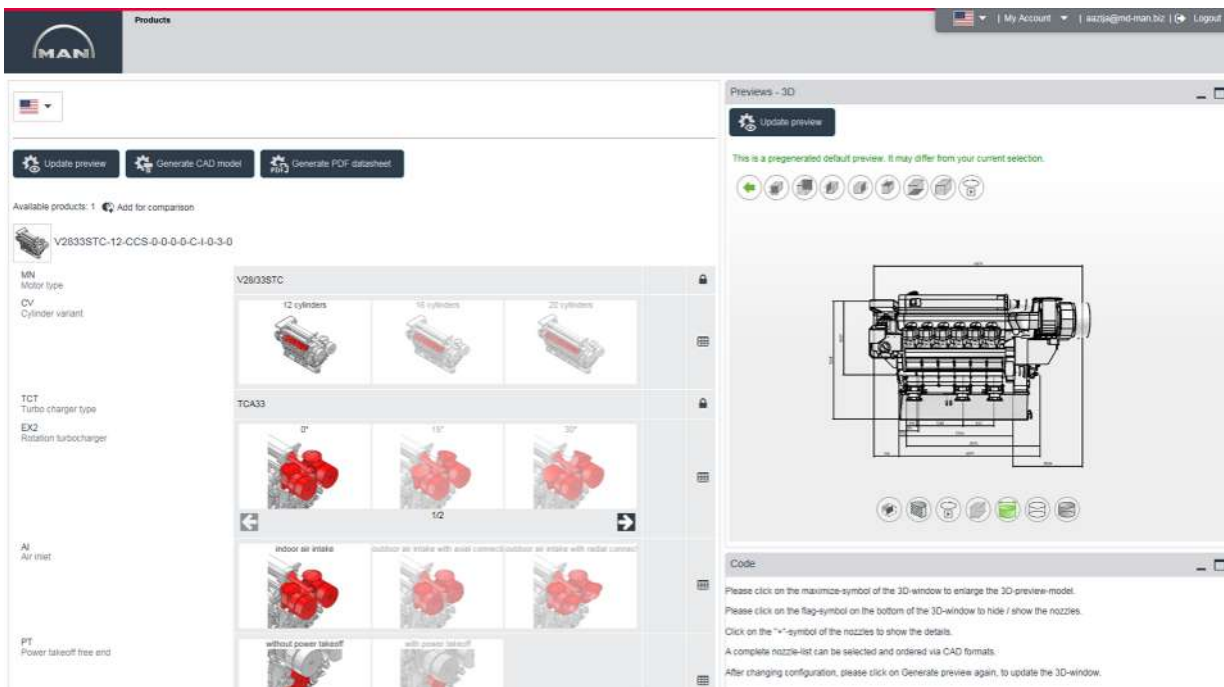 MAN
Products
| My Account | aazija@md-man.biz | Logout
Update preview
Generate CAD model
PDF Generate PDF datasheet
Available products: 1 Add for comparison
V2833STC-12-CCS-0-0-0-0-C-I-0-3-0
MN
Motor type
V28/33STC
CV
Cylinder variant
12 cylinders
16 cylinders
20 cylinders
TCT
Turbo charger type
TCA33
EX2
Rotation turbocharger
0°
15°
30°
1/2
AI
Air inlet
indoor air intake
outdoor air intake with axial connecti
outdoor air intake with radial connect
PT
Power takeoff free end
without power takeoff
with power takeoff
Previews - 3D
Update preview
This is a pregenerated default preview. It may differ from your current selection.
Code
Please click on the maximize-symbol of the 3D-window to enlarge the 3D-preview-model.
Please click on the flag-symbol on the bottom of the 3D-window to hide / show the nozzles.
Click on the "+"-symbol of the nozzles to show the details.
A complete nozzle-list can be selected and ordered via CAD formats.
After changing configuration, please click on Generate preview again, to update the 3D-window.